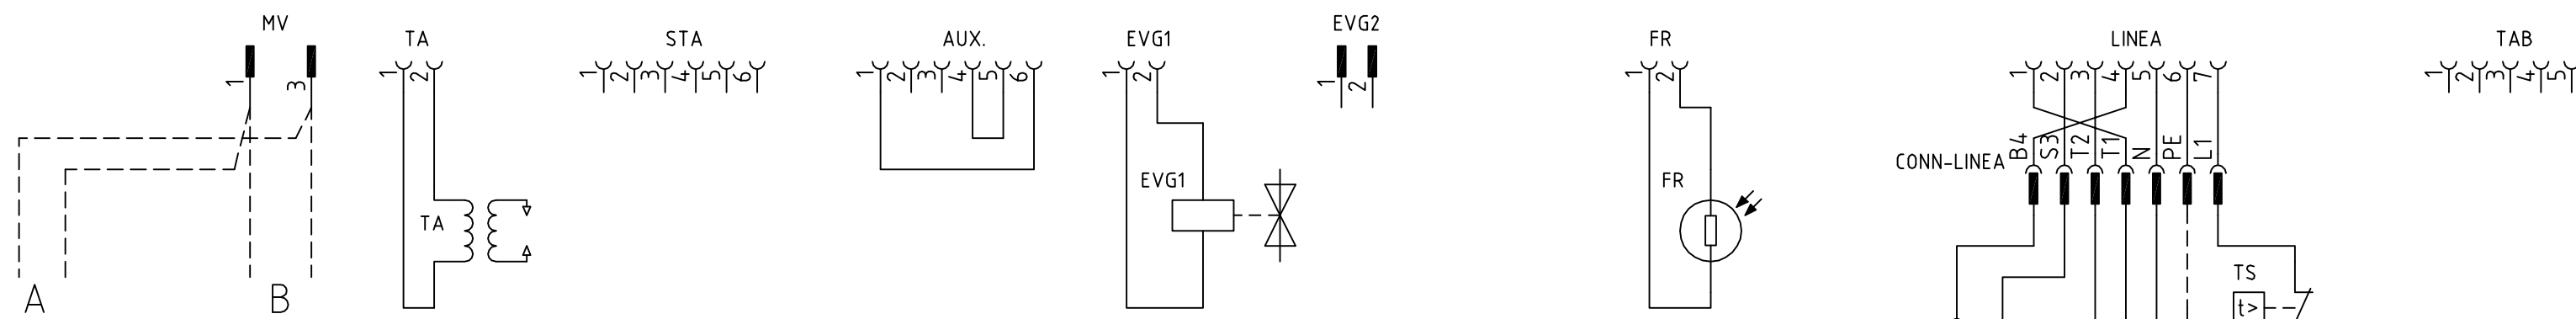 MV
EVG2
TA
STA
AUX.
EVG1
FR
LINEA
TAB
1 3
1 2
1 2 3 4 5 6
1 2 3 4 5 6
1 2
1 2
1 2
1 2 3 4 5 6 7
1 2 3 4 5
B4 S3 T2 T1 N PE L1
CONN-LINEA
EVG1
FR
TA
TS
t>
A
B